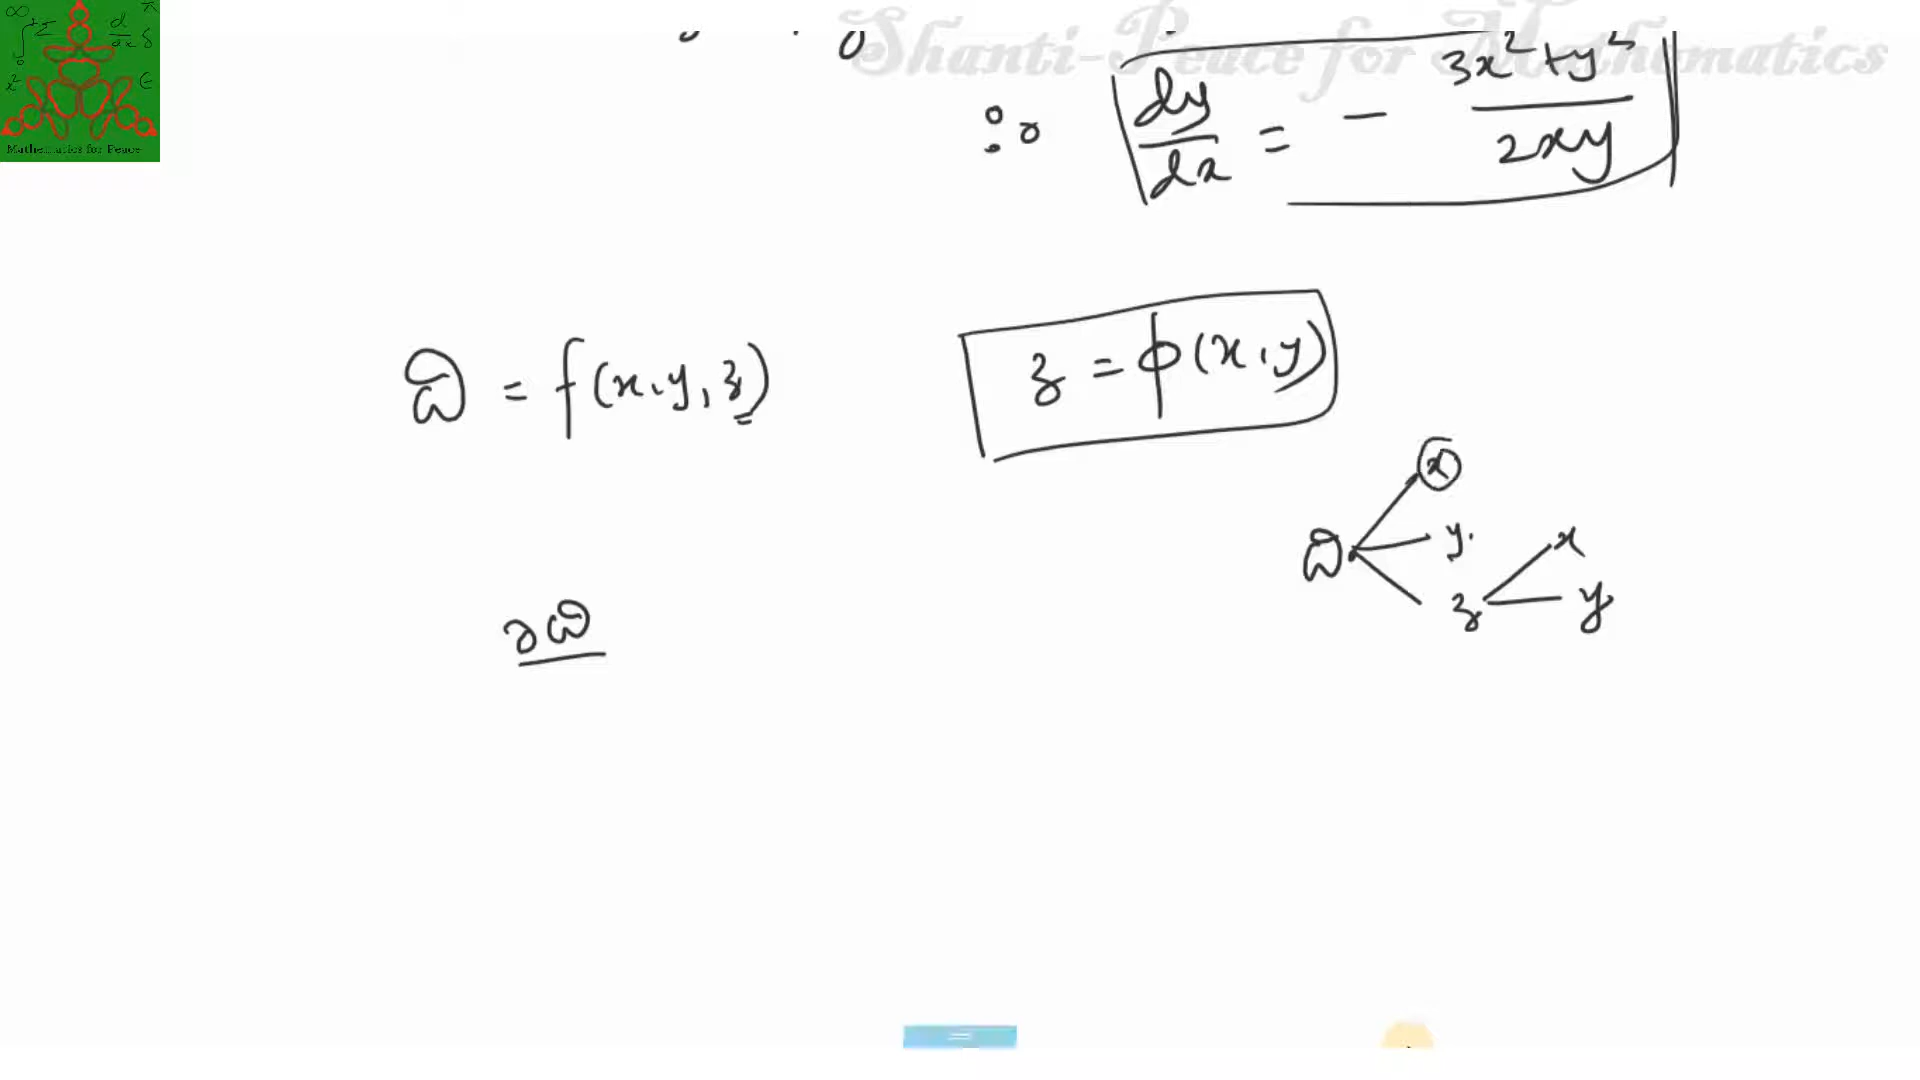 Shanti-Peace for Mathematics
∴ dy/dx = - (3x² + y²)/(2xy)
Mathematics for Peace
ω = f(x, y, z)
z = φ(x, y)
x
ω y x
z y
∂ω